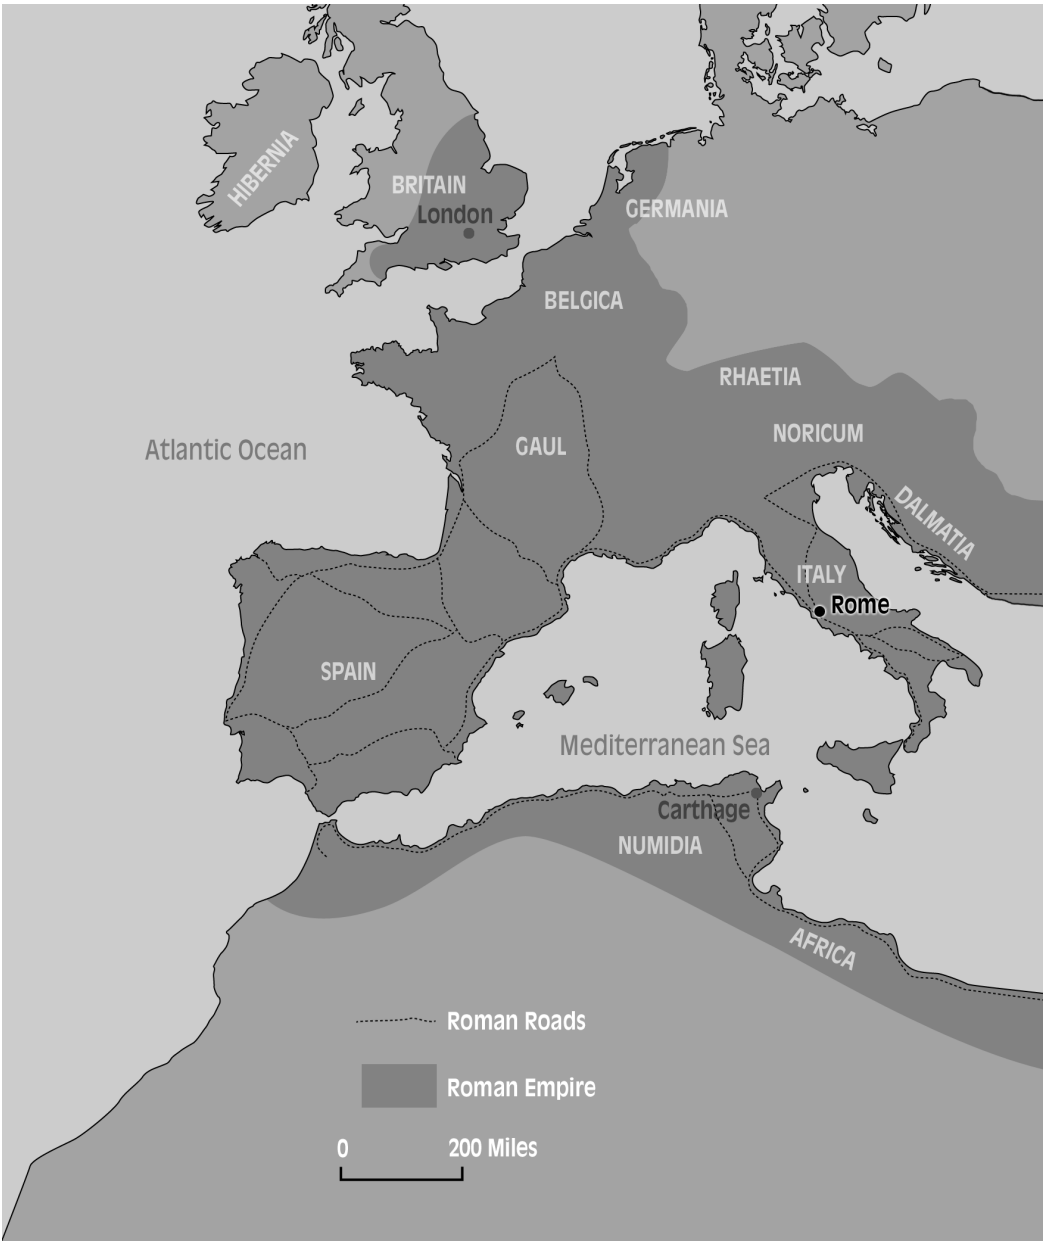 HIBERNIA
BRITAIN
London
GERMANIA
BELGICA
RHAETIA
NORICUM
GAUL
Atlantic Ocean
DALMATIA
ITALY
Rome
SPAIN
Mediterranean Sea
Carthage
NUMIDIA
AFRICA
Roman Roads
Roman Empire
0 200 Miles